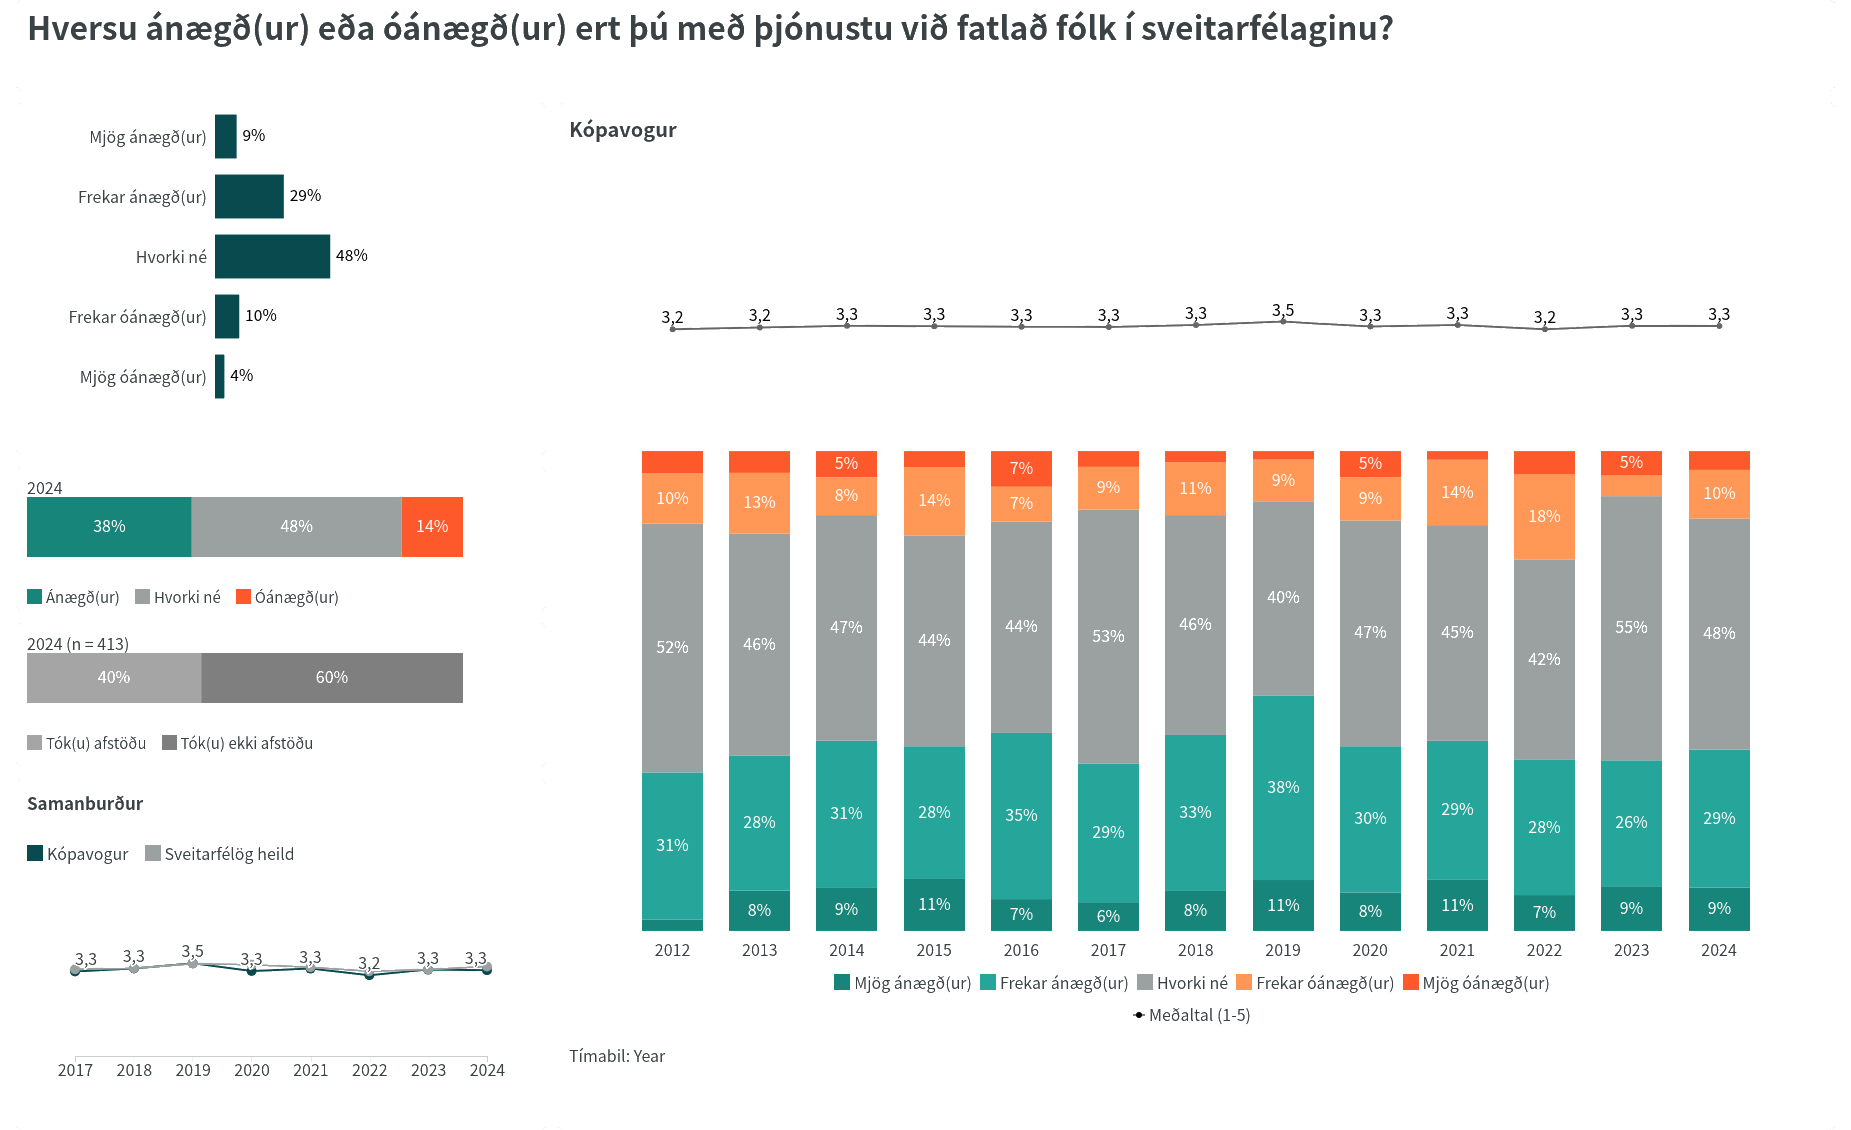 Hversu ánægð(ur) eða óánægð(ur) ert þú með þjónustu við fatlað fólk í sveitarfélaginu?
Mjög ánægð(ur) 9%
Frekar ánægð(ur) 29%
Hvorki né 48%
Frekar óánægð(ur) 10%
Mjög óánægð(ur) 4%
2024
38% 48% 14%
Ánægð(ur) Hvorki né Óánægð(ur)
2024 (n = 413)
40% 60%
Tók(u) afstöðu Tók(u) ekki afstöðu
Samanburður
Kópavogur Sveitarfélög heild
3,3 3,3 3,5 3,3 3,3 3,2 3,3 3,3
2017 2018 2019 2020 2021 2022 2023 2024
Kópavogur
3,2 3,2 3,3 3,3 3,3 3,3 3,3 3,5 3,3 3,3 3,2 3,3 3,3
5% 7% 5% 5%
10% 13% 8% 14% 7% 9% 11% 9% 9% 14% 18% 10%
52% 46% 47% 44% 44% 53% 46% 40% 47% 45% 42% 55% 48%
31% 28% 31% 28% 35% 29% 33% 38% 30% 29% 28% 26% 29%
8% 9% 11% 7% 6% 8% 11% 8% 11% 7% 9% 9%
2012 2013 2014 2015 2016 2017 2018 2019 2020 2021 2022 2023 2024
Mjög ánægð(ur) Frekar ánægð(ur) Hvorki né Frekar óánægð(ur) Mjög óánægð(ur)
Meðaltal (1-5)
Tímabil: Year